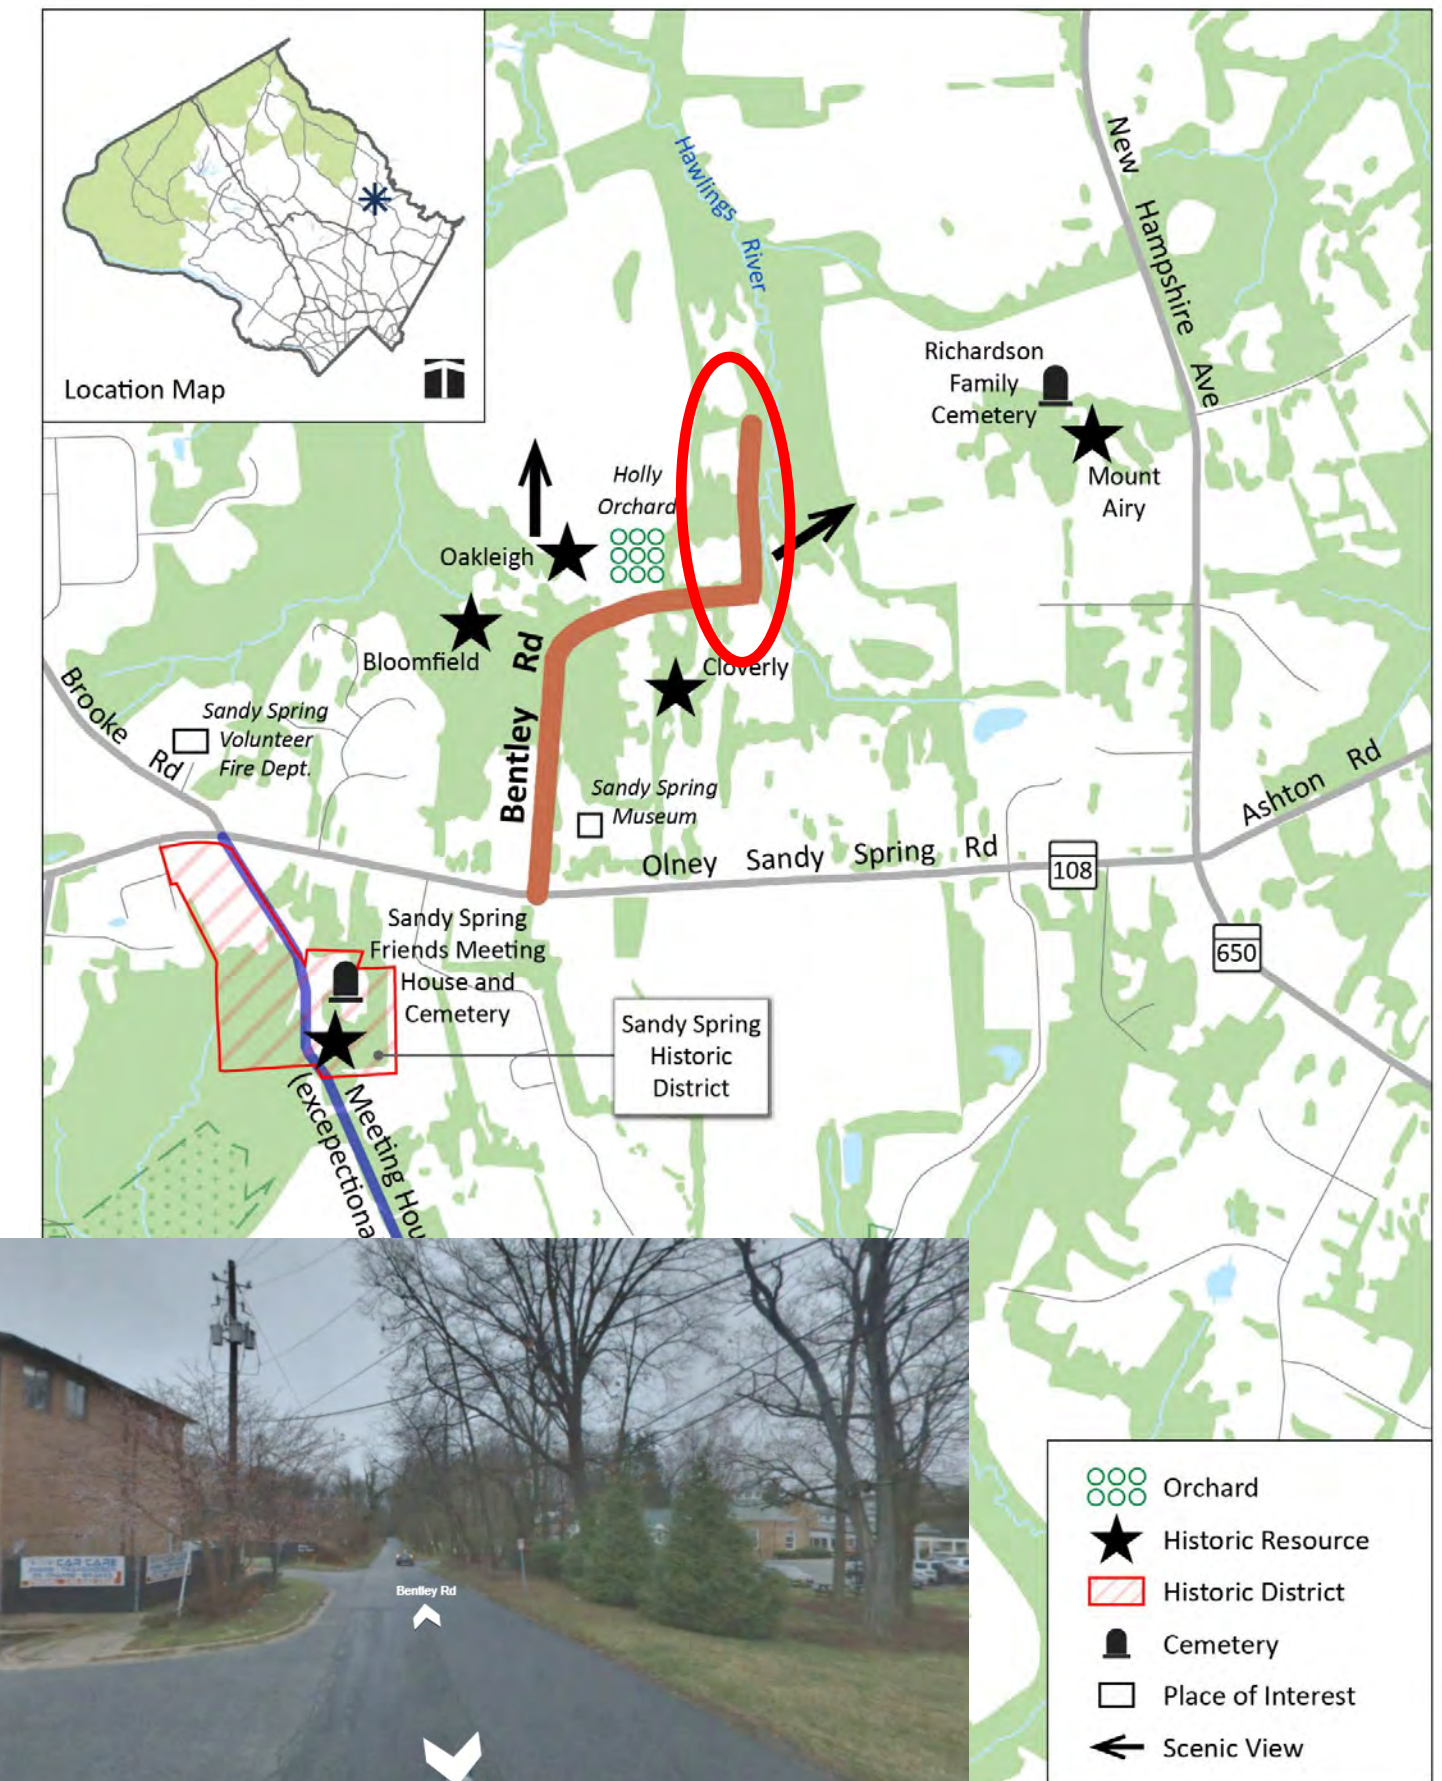 Location Map
Hawlings River
New Hampshire Ave
Richardson
Family
Cemetery
Mount
Airy
Holly
Orchard
Oakleigh
Bloomfield
Cloverly
Bentley Rd
Brooke Rd
Sandy Spring
Volunteer
Fire Dept.
Sandy Spring
Museum
Olney Sandy Spring Rd
108
Ashton Rd
650
Sandy Spring
Friends Meeting
House and
Cemetery
Sandy Spring
Historic
District
Meeting Hou
(excepectiona
CAR CARE
Bentley Rd
Orchard
Historic Resource
Historic District
Cemetery
Place of Interest
Scenic View